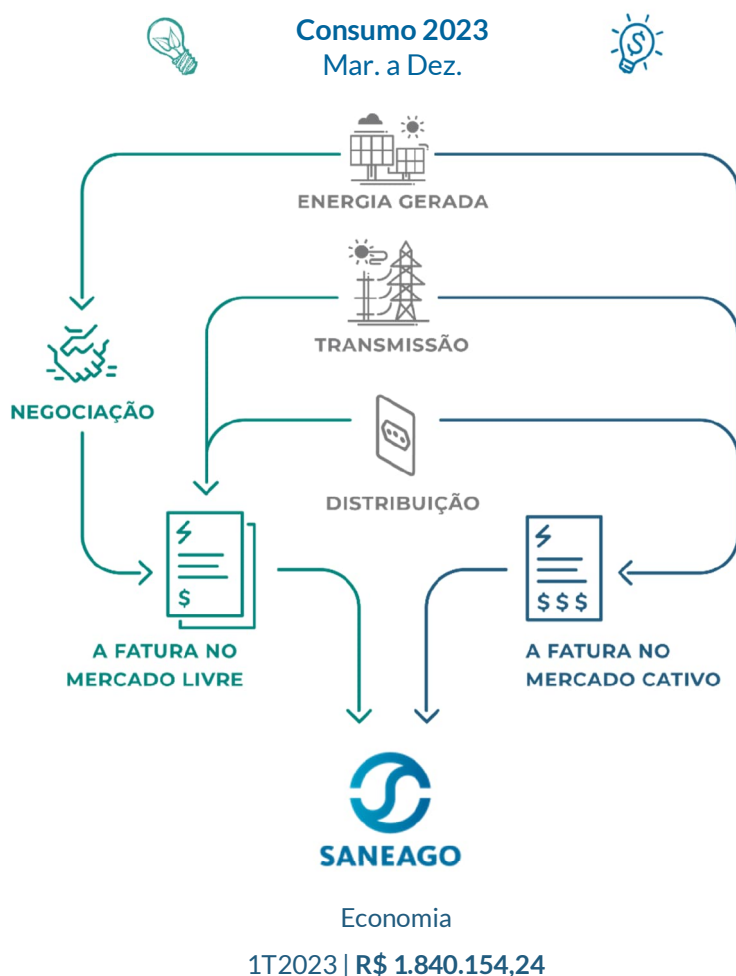 Consumo 2023
Mar. a Dez.
ENERGIA GERADA
TRANSMISSÃO
NEGOCIAÇÃO
DISTRIBUIÇÃO
$
$ $ $
A FATURA NO
MERCADO LIVRE
A FATURA NO
MERCADO CATIVO
SANEAGO
Economia
1T2023 | R$ 1.840.154,24